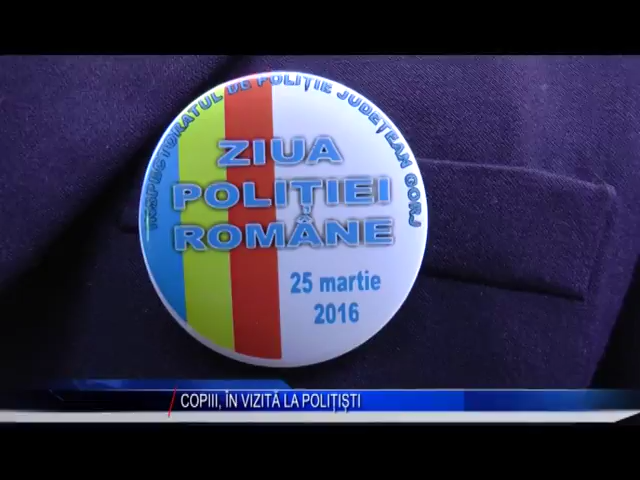 INSPECTORATUL DE POLIȚIE JUDEȚEAN GORJ
ZIUA
POLIȚIEI
ROMÂNE
25 martie
2016
COPIII, ÎN VIZITĂ LA POLIȚIȘTI